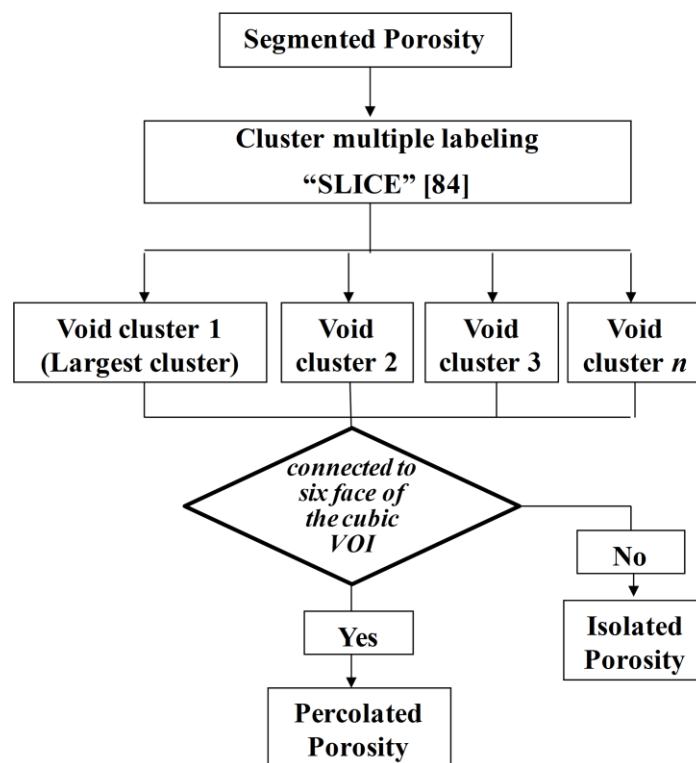 Segmented Porosity
Cluster multiple labeling
“SLICE” [84]
Void cluster 1
(Largest cluster)
Void
cluster 2
Void
cluster 3
Void
cluster n
connected to
six face of
the cubic
VOI
No
Yes
Isolated
Porosity
Percolated
Porosity